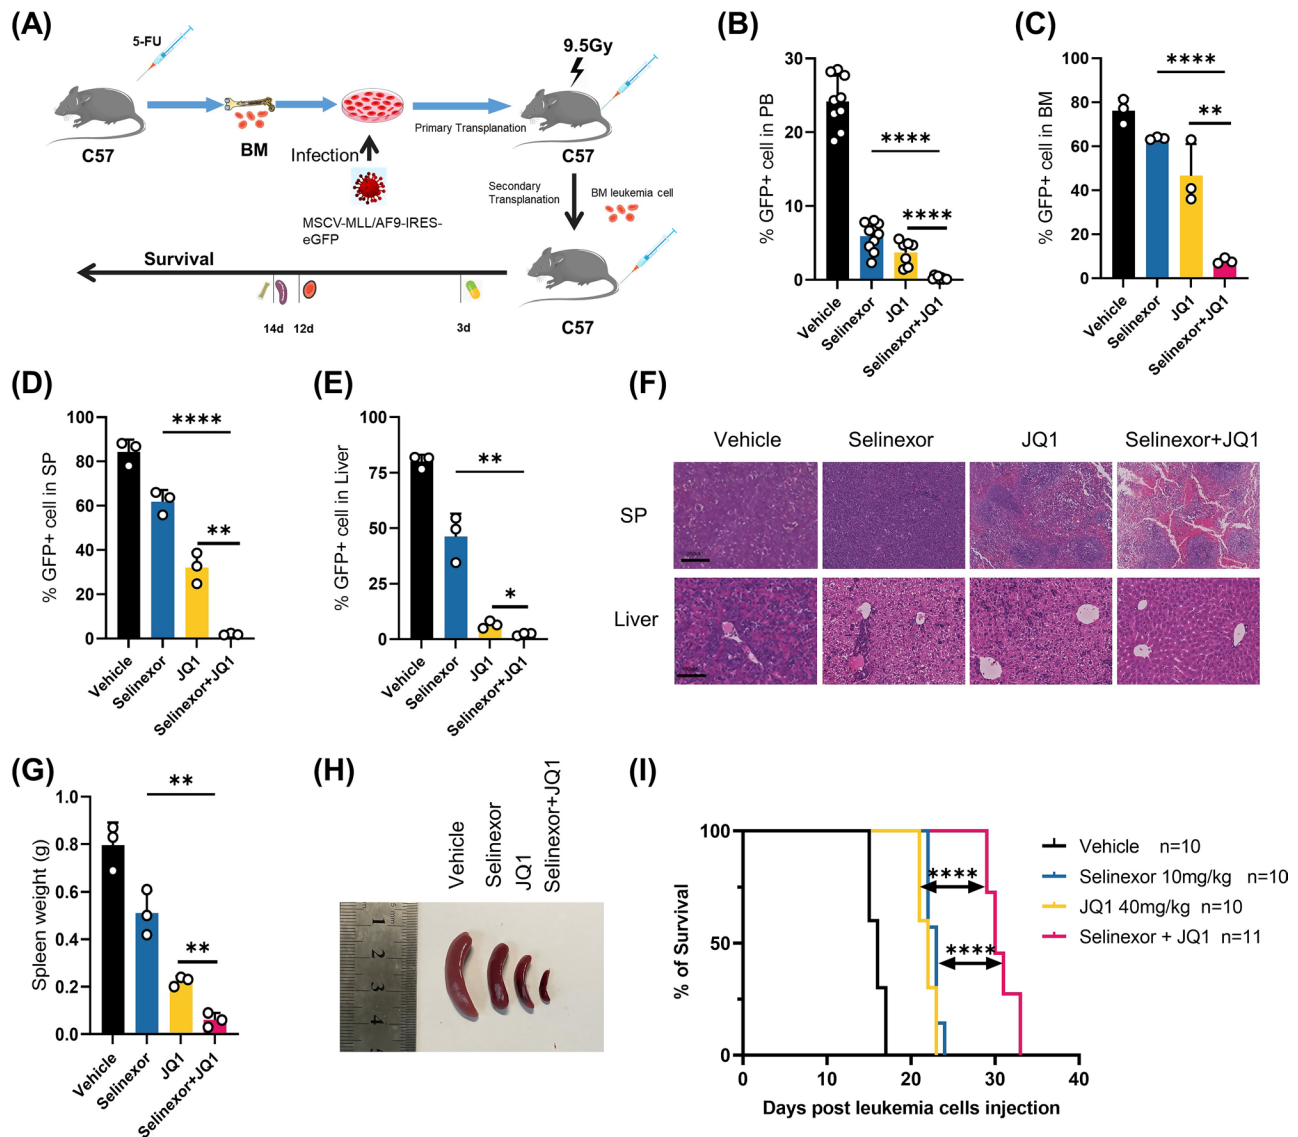 (A)
5-FU
9.5Gy
C57
BM
Infection
Primary Transplanation
C57
MSCV-MLL/AF9-IRES-
eGFP
Secondary
Transplanation
BM leukemia cell
Survival
14d 12d 3d
C57
(B)
% GFP+ cell in PB
30
20
10
0
****
****
Vehicle
Selinexor
JQ1
Selinexor+JQ1
(C)
% GFP+ cell in BM
100
80
60
40
20
0
****
**
Vehicle
Selinexor
JQ1
Selinexor+JQ1
(D)
% GFP+ cell in SP
100
80
60
40
20
0
****
**
Vehicle
Selinexor
JQ1
Selinexor+JQ1
(E)
% GFP+ cell in Liver
100
75
50
25
0
**
*
Vehicle
Selinexor
JQ1
Selinexor+JQ1
(F)
Vehicle Selinexor JQ1 Selinexor+JQ1
SP
Liver
(G)
Spleen weight (g)
1.0
0.8
0.6
0.4
0.2
0.0
**
**
Vehicle
Selinexor
JQ1
Selinexor+JQ1
(H)
Vehicle
Selinexor
JQ1
Selinexor+JQ1
1
2
3
4
(I)
% of Survival
100
50
0
****
****
0 10 20 30 40
Days post leukemia cells injection
Vehicle n=10
Selinexor 10mg/kg n=10
JQ1 40mg/kg n=10
Selinexor + JQ1 n=11